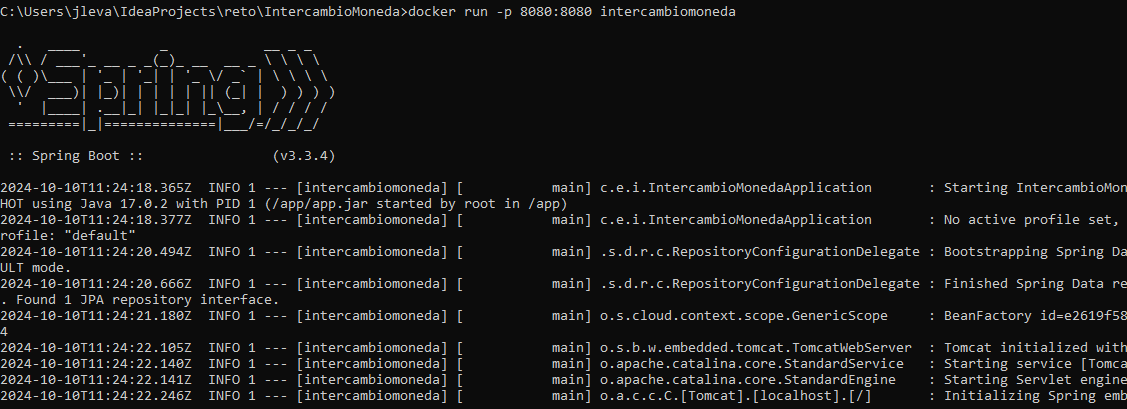 C:\Users\jleva\IdeaProjects\reto\IntercambioMoneda>docker run -p 8080:8080 intercambiomoneda
  .   ____          _            __ _ _
 /\\ / ___'_ __ _ _(_)_ __  __ _ \ \ \ \
( ( )\___ | '_ | '_| | '_ \/ _` | \ \ \ \
 \\/  ___)| |_)| | | | | || (_| |  ) ) ) )
  '  |____| .__|_| |_|_| |_\__, | / / / /
 =========|_|==============|___/=/_/_/_/
 :: Spring Boot ::                (v3.3.4)
2024-10-10T11:24:18.365Z  INFO 1 --- [intercambiomoneda] [           main] c.e.i.IntercambioMonedaApplication       : Starting IntercambioMon
HOT using Java 17.0.2 with PID 1 (/app/app.jar started by root in /app)
2024-10-10T11:24:18.377Z  INFO 1 --- [intercambiomoneda] [           main] c.e.i.IntercambioMonedaApplication       : No active profile set,
rofile: "default"
2024-10-10T11:24:20.494Z  INFO 1 --- [intercambiomoneda] [           main] .s.d.r.c.RepositoryConfigurationDelegate : Bootstrapping Spring Da
ULT mode.
2024-10-10T11:24:20.666Z  INFO 1 --- [intercambiomoneda] [           main] .s.d.r.c.RepositoryConfigurationDelegate : Finished Spring Data re
. Found 1 JPA repository interface.
2024-10-10T11:24:21.180Z  INFO 1 --- [intercambiomoneda] [           main] o.s.cloud.context.scope.GenericScope     : BeanFactory id=e2619f58
4
2024-10-10T11:24:22.105Z  INFO 1 --- [intercambiomoneda] [           main] o.s.b.w.embedded.tomcat.TomcatWebServer  : Tomcat initialized with
2024-10-10T11:24:22.140Z  INFO 1 --- [intercambiomoneda] [           main] o.apache.catalina.core.StandardService   : Starting service [Tomca
2024-10-10T11:24:22.141Z  INFO 1 --- [intercambiomoneda] [           main] o.apache.catalina.core.StandardEngine    : Starting Servlet engine
2024-10-10T11:24:22.246Z  INFO 1 --- [intercambiomoneda] [           main] o.a.c.c.C.[Tomcat].[localhost].[/]       : Initializing Spring emb